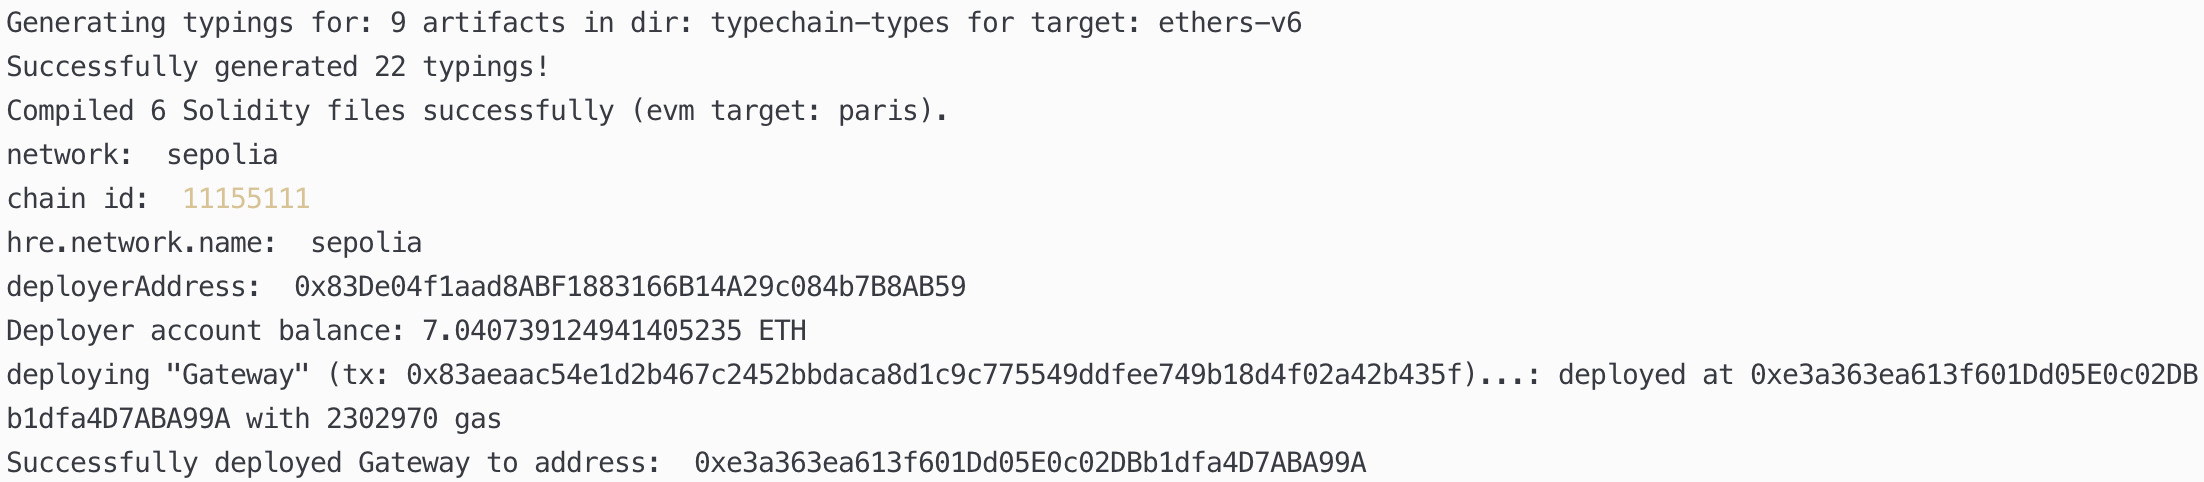 Generating typings for: 9 artifacts in dir: typechain-types for target: ethers-v6
Successfully generated 22 typings!
Compiled 6 Solidity files successfully (evm target: paris).
network:  sepolia
chain id:  11155111
hre.network.name:  sepolia
deployerAddress:  0x83De04f1aad8ABF1883166B14A29c084b7B8AB59
Deployer account balance: 7.040739124941405235 ETH
deploying "Gateway" (tx: 0x83aeaac54e1d2b467c2452bbdaca8d1c9c775549ddfee749b18d4f02a42b435f)...: deployed at 0xe3a363ea613f601Dd05E0c02DB
b1dfa4D7ABA99A with 2302970 gas
Successfully deployed Gateway to address:  0xe3a363ea613f601Dd05E0c02DBb1dfa4D7ABA99A